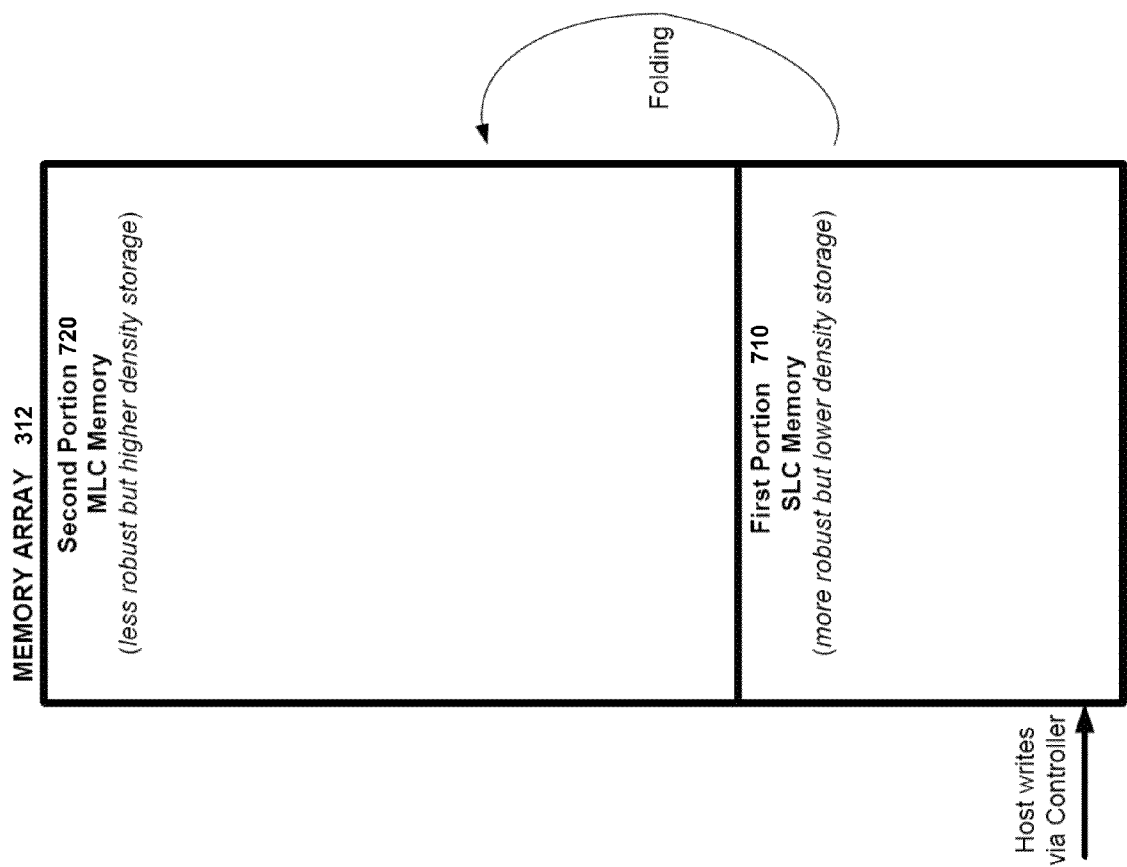 MEMORY ARRAY 312
Second Portion 720
MLC Memory
(less robust but higher density storage)
Folding
First Portion 710
SLC Memory
(more robust but lower density storage)
Host writes
via Controller